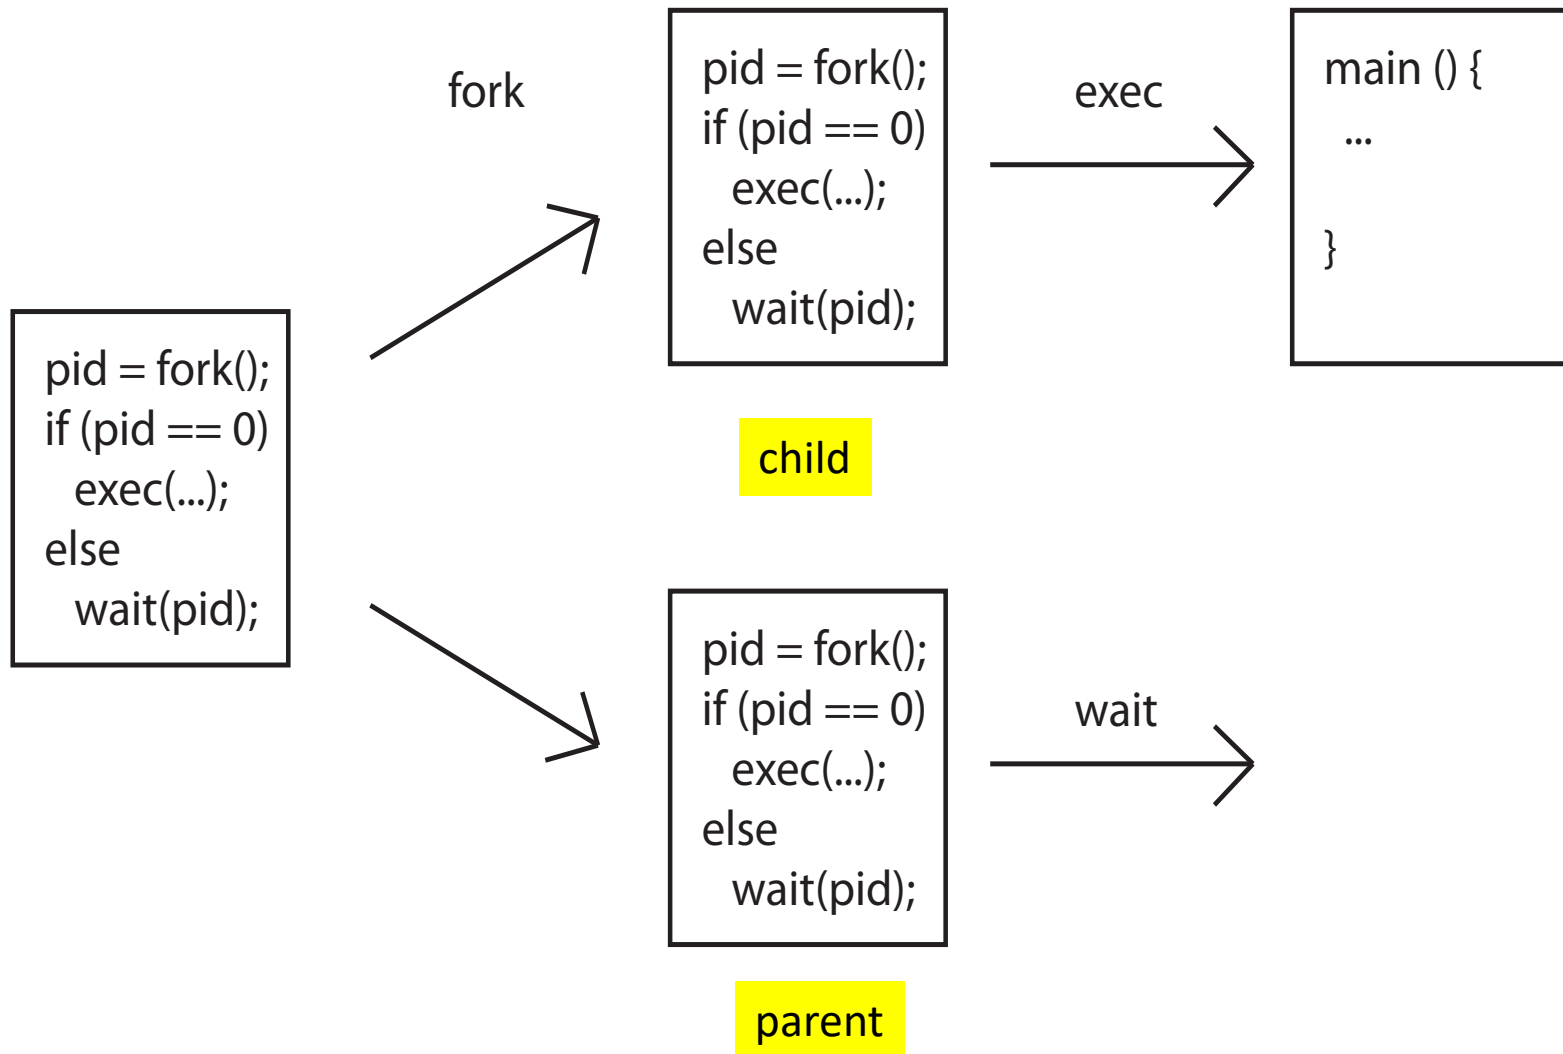 fork
pid = fork();
if (pid == 0)
exec(...);
else
wait(pid);
child
exec
main () {
...
}
pid = fork();
if (pid == 0)
exec(...);
else
wait(pid);
pid = fork();
if (pid == 0)
exec(...);
else
wait(pid);
parent
wait